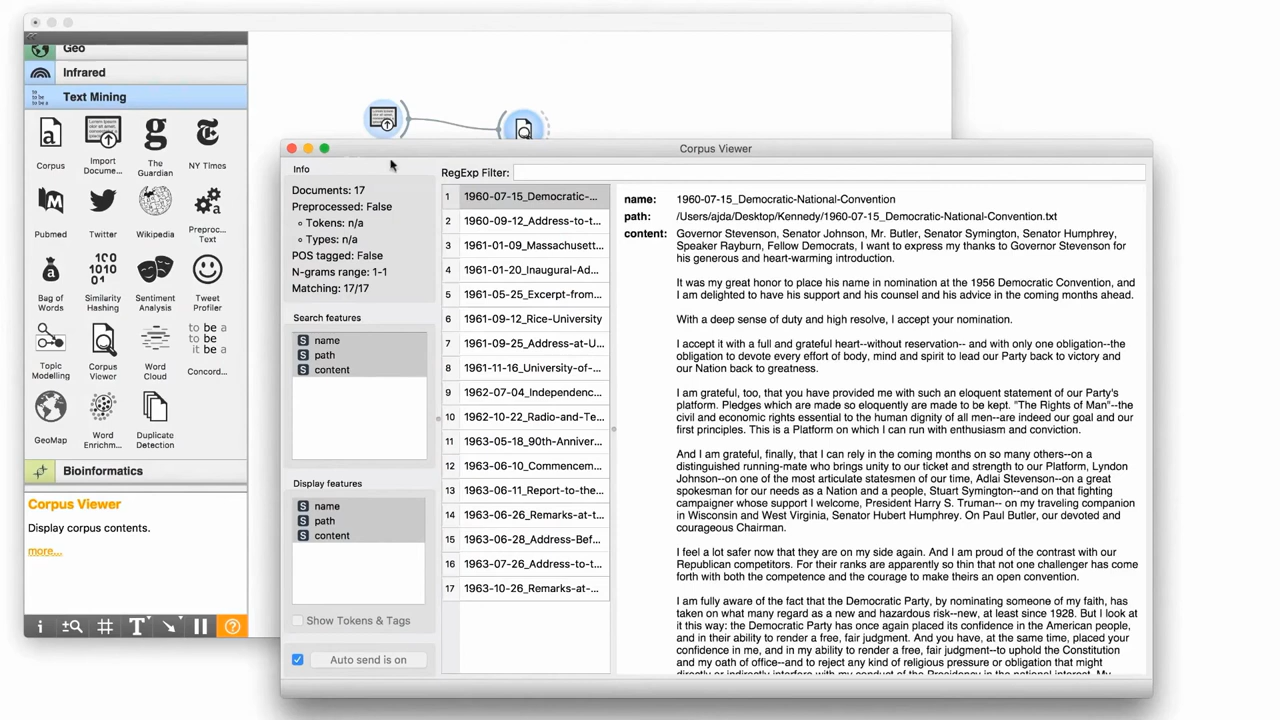 Geo
Infrared
Text Mining
Corpus
Import
Docume...
The
Guardian
NY Times
Pubmed
Twitter
Wikipedia
Preproc...
Text
Bag of
Words
Similarity
Hashing
Sentiment
Analysis
Tweet
Profiler
Topic
Modelling
Corpus
Viewer
Word
Cloud
to be
a be
it be
Concord...
GeoMap
Word
Enrichm...
Duplicate
Detection
Bioinformatics
Corpus Viewer
Display corpus contents.
more...
Corpus Viewer
Info
Documents: 17
Preprocessed: False
Tokens: n/a
Types: n/a
POS tagged: False
N-grams range: 1-1
Matching: 17/17
Search features
S name
S path
S content
Display features
S name
S path
S content
Show Tokens & Tags
Auto send is on
RegExp Filter:
1 1960-07-15_Democratic-...
2 1960-09-12_Address-to-t...
3 1961-01-09_Massachusett...
4 1961-01-20_Inaugural-Ad...
5 1961-05-25_Excerpt-from...
6 1961-09-12_Rice-University
7 1961-09-25_Address-at-U...
8 1961-11-16_University-of-...
9 1962-07-04_Independenc...
10 1962-10-22_Radio-and-Te...
11 1963-05-18_90th-Anniver...
12 1963-06-10_Commencem...
13 1963-06-11_Report-to-the...
14 1963-06-26_Remarks-at-t...
15 1963-06-28_Address-Bef...
16 1963-07-26_Address-to-t...
17 1963-10-26_Remarks-at-...
name: 1960-07-15_Democratic-National-Convention
path: /Users/ajda/Desktop/Kennedy/1960-07-15_Democratic-National-Convention.txt
content: Governor Stevenson, Senator Johnson, Mr. Butler, Senator Symington, Senator Humphrey,
Speaker Rayburn, Fellow Democrats, I want to express my thanks to Governor Stevenson for
his generous and heart-warming introduction.
It was my great honor to place his name in nomination at the 1956 Democratic Convention, and
I am delighted to have his support and his counsel and his advice in the coming months ahead.
With a deep sense of duty and high resolve, I accept your nomination.
I accept it with a full and grateful heart--without reservation-- and with only one obligation--the
obligation to devote every effort of body, mind and spirit to lead our Party back to victory and
our Nation back to greatness.
I am grateful, too, that you have provided me with such an eloquent statement of our Party's
platform. Pledges which are made so eloquently are made to be kept. "The Rights of Man"--the
civil and economic rights essential to the human dignity of all men--are indeed our goal and our
first principles. This is a Platform on which I can run with enthusiasm and conviction.
And I am grateful, finally, that I can rely in the coming months on so many others--on a
distinguished running-mate who brings unity to our ticket and strength to our Platform, Lyndon
Johnson--on one of the most articulate statesmen of our time, Adlai Stevenson--on a great
spokesman for our needs as a Nation and a people, Stuart Symington--and on that fighting
campaigner whose support I welcome, President Harry S. Truman-- on my traveling companion
in Wisconsin and West Virginia, Senator Hubert Humphrey. On Paul Butler, our devoted and
courageous Chairman.
I feel a lot safer now that they are on my side again. And I am proud of the contrast with our
Republican competitors. For their ranks are apparently so thin that not one challenger has come
forth with both the competence and the courage to make theirs an open convention.
I am fully aware of the fact that the Democratic Party, by nominating someone of my faith, has
taken on what many regard as a new and hazardous risk--new, at least since 1928. But I look at
it this way: the Democratic Party has once again placed its confidence in the American people,
and in their ability to render a free, fair judgment. And you have, at the same time, placed your
confidence in me, and in my ability to render a free, fair judgment--to uphold the Constitution
and my oath of office--and to reject any kind of religious pressure or obligation that might
directly or indirectly interfere with my conduct of the Presidency in the national interest. My